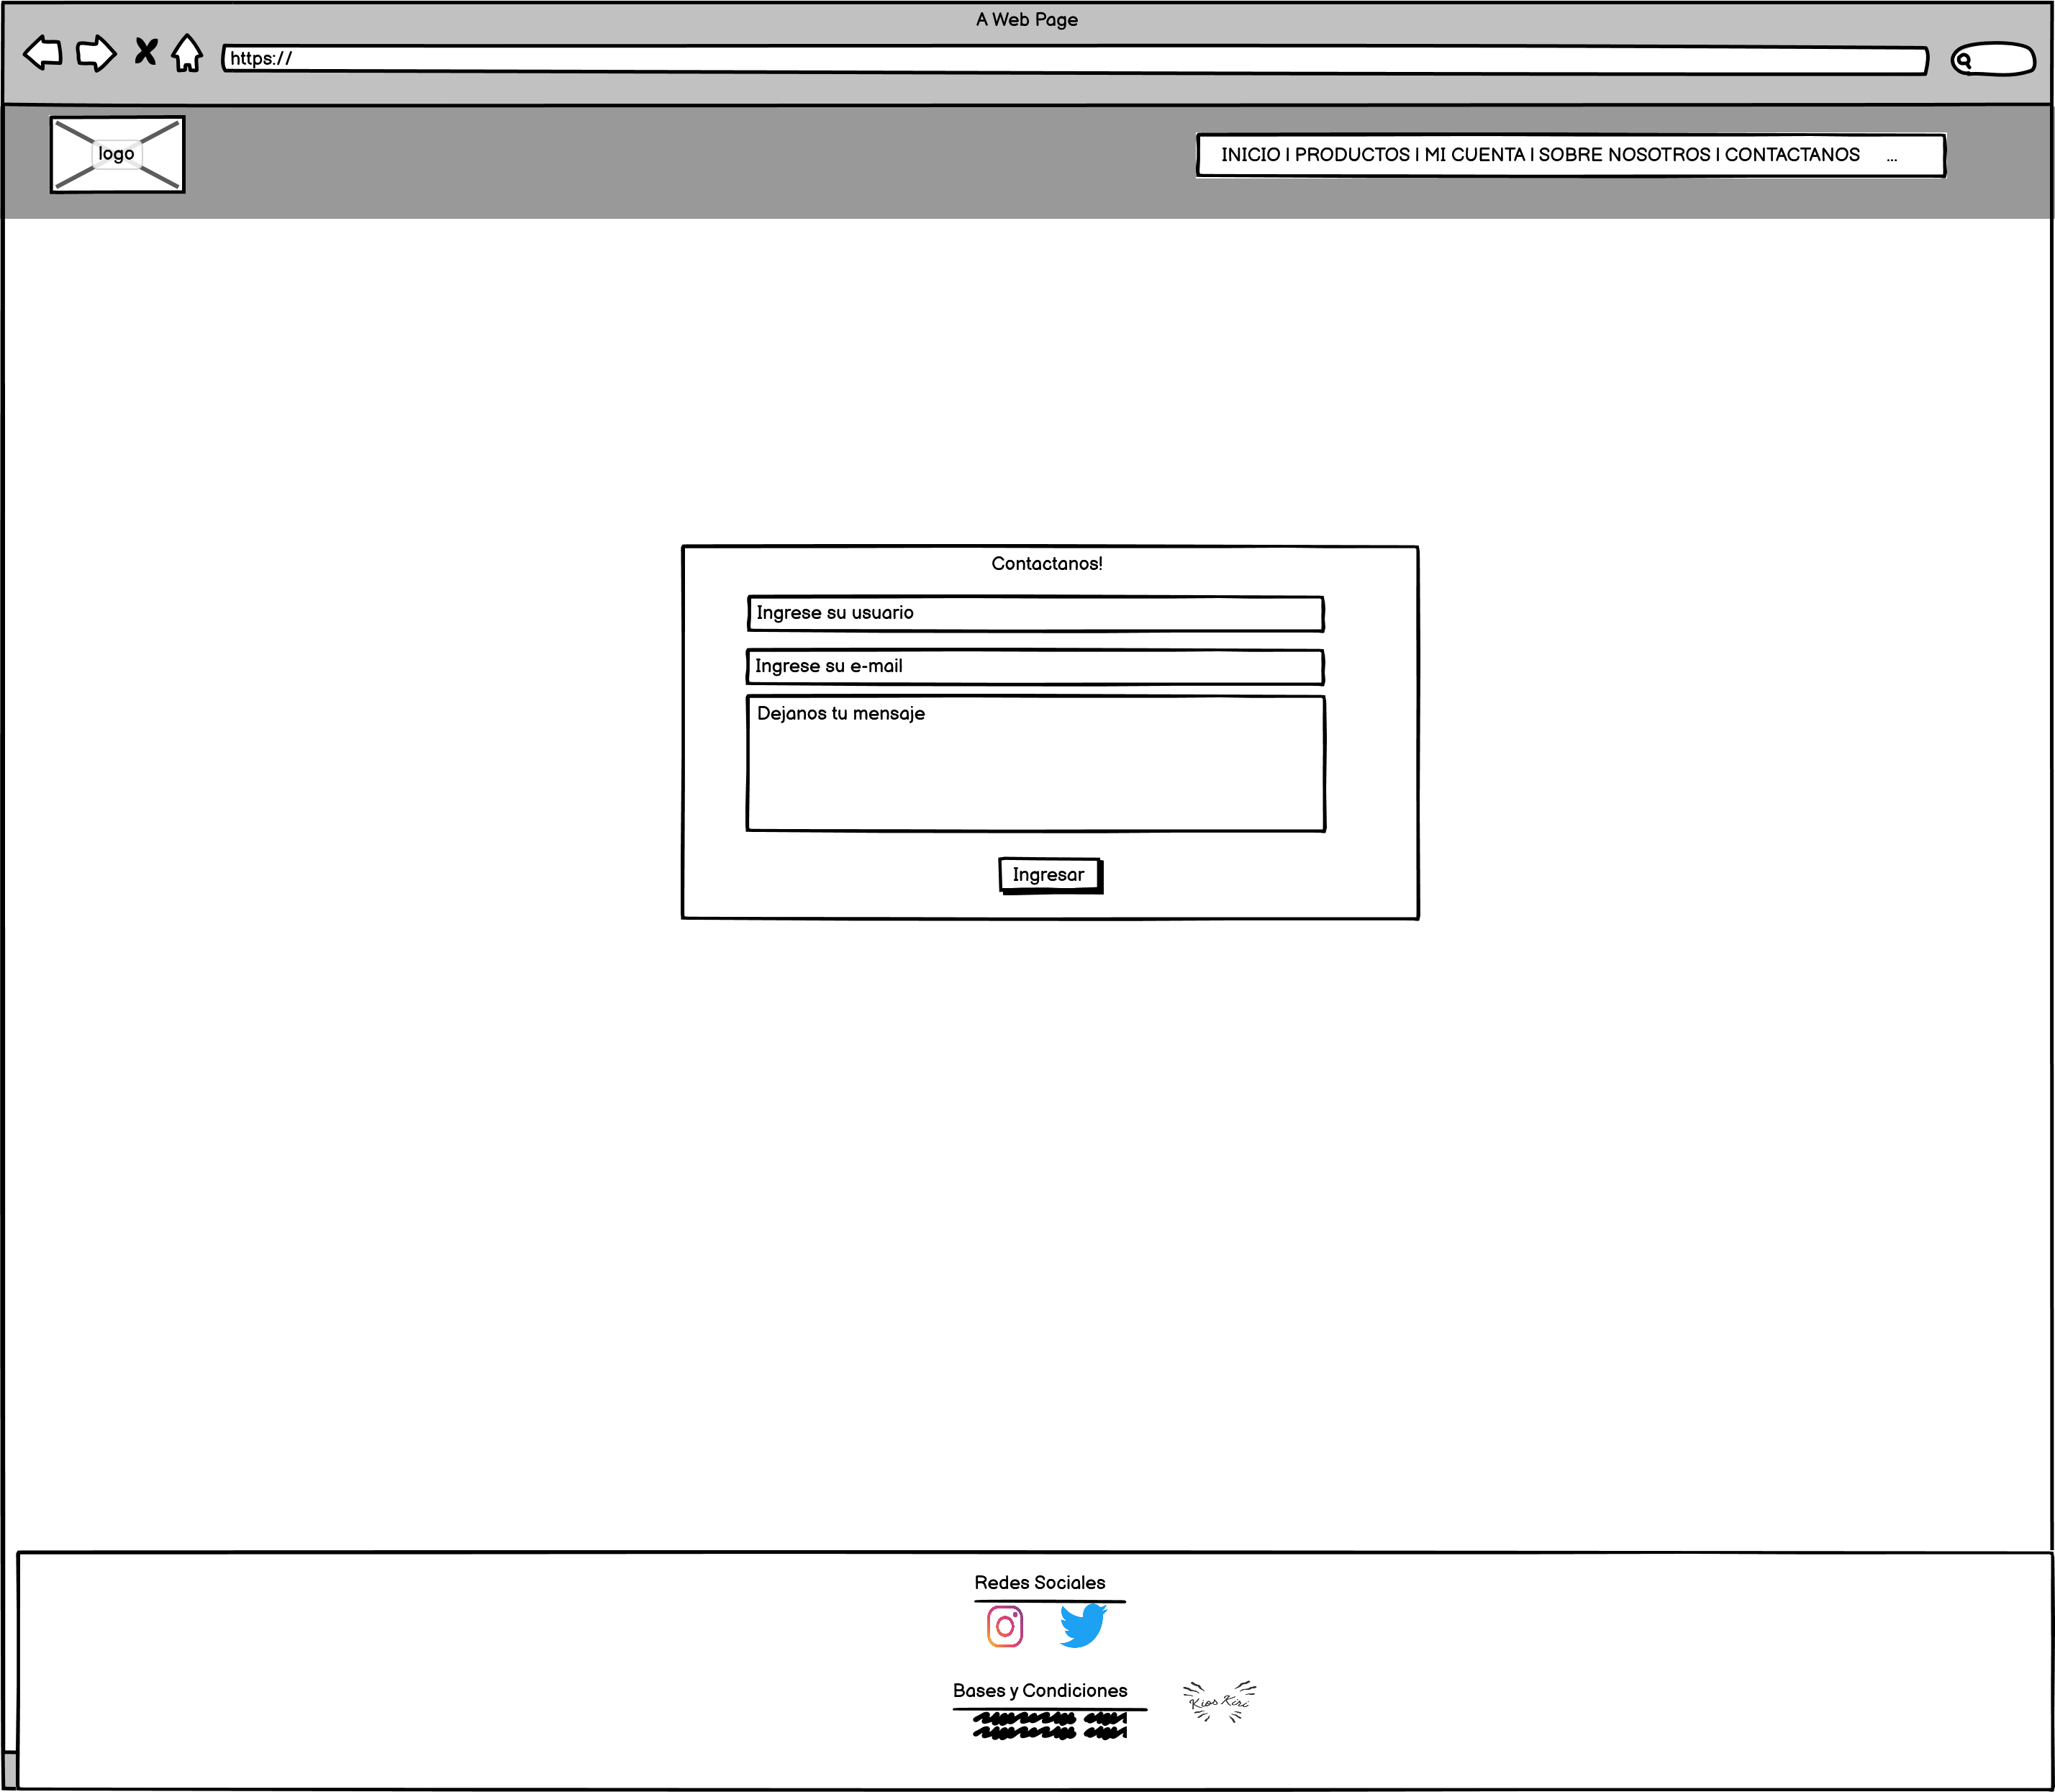 A Web Page
https://
logo
INICIO | PRODUCTOS | MI CUENTA | SOBRE NOSOTROS | CONTACTANOS ...
Contactanos!
Ingrese su usuario
Ingrese su e-mail
Dejanos tu mensaje
Ingresar
Redes Sociales
Bases y Condiciones
Kios Kiri